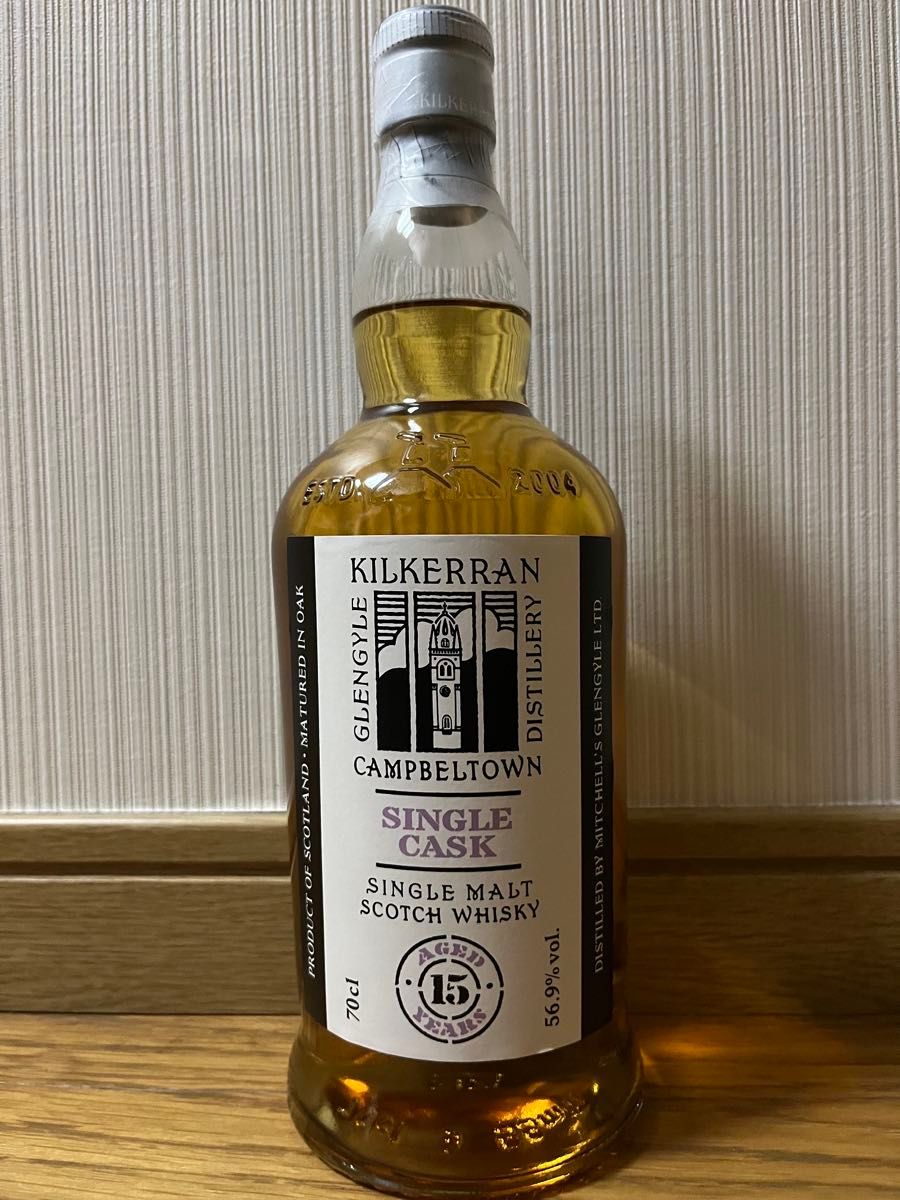 ESTD. 2004
KILKERRAN
GLENGYLE
DISTILLERY
CAMPBELTOWN
SINGLE
CASK
SINGLE MALT
SCOTCH WHISKY
AGED
15
YEARS
70cl
56.9% vol.
PRODUCT OF SCOTLAND • MATURED IN OAK
DISTILLED BY MITCHELL'S GLENGYLE LTD.